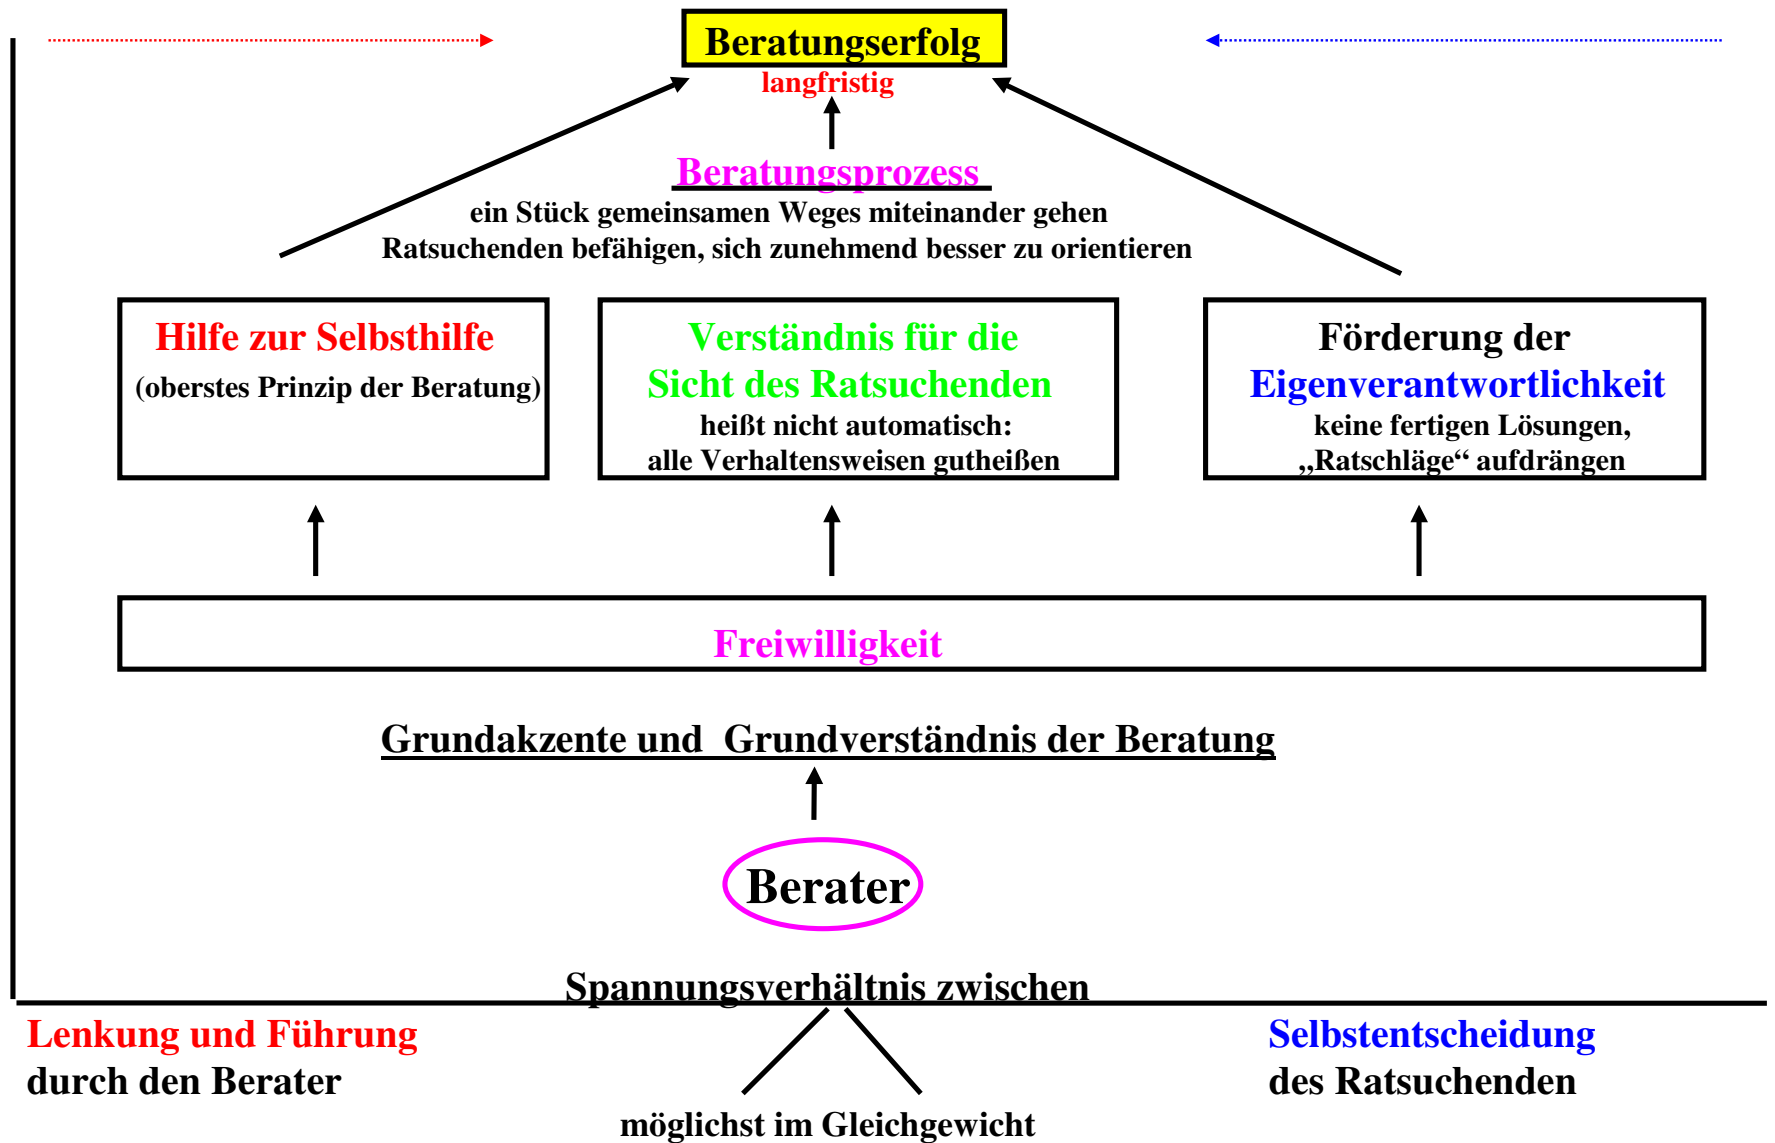 Beratungserfolg
langfristig
Beratungsprozess
ein Stück gemeinsamen Weges miteinander gehen
Ratsuchenden befähigen, sich zunehmend besser zu orientieren
Hilfe zur Selbsthilfe
(oberstes Prinzip der Beratung)
Verständnis für die
Sicht des Ratsuchenden
heißt nicht automatisch:
alle Verhaltensweisen gutheißen
Förderung der
Eigenverantwortlichkeit
keine fertigen Lösungen,
„Ratschläge“ aufdrängen
Freiwilligkeit
Grundakzente und Grundverständnis der Beratung
Berater
Spannungsverhältnis zwischen
Lenkung und Führung
durch den Berater
Selbstentscheidung
des Ratsuchenden
möglichst im Gleichgewicht